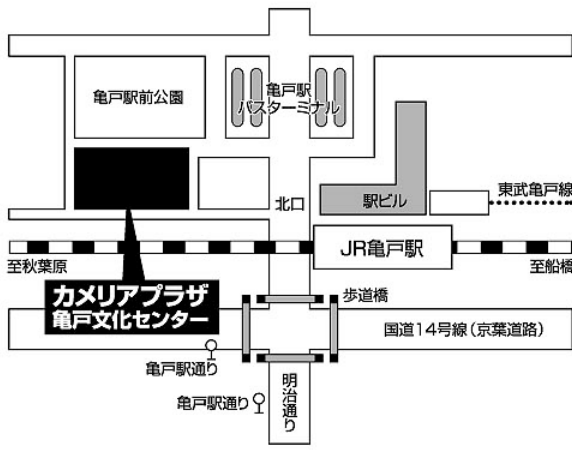 亀戸駅前公園
亀戸駅
バスターミナル
北口
駅ビル
東武亀戸線
JR亀戸駅
至秋葉原
至船橋
カメリアプラザ
亀戸文化センター
歩道橋
国道14号線(京葉道路)
亀戸駅通り
亀戸駅通り
明治通り